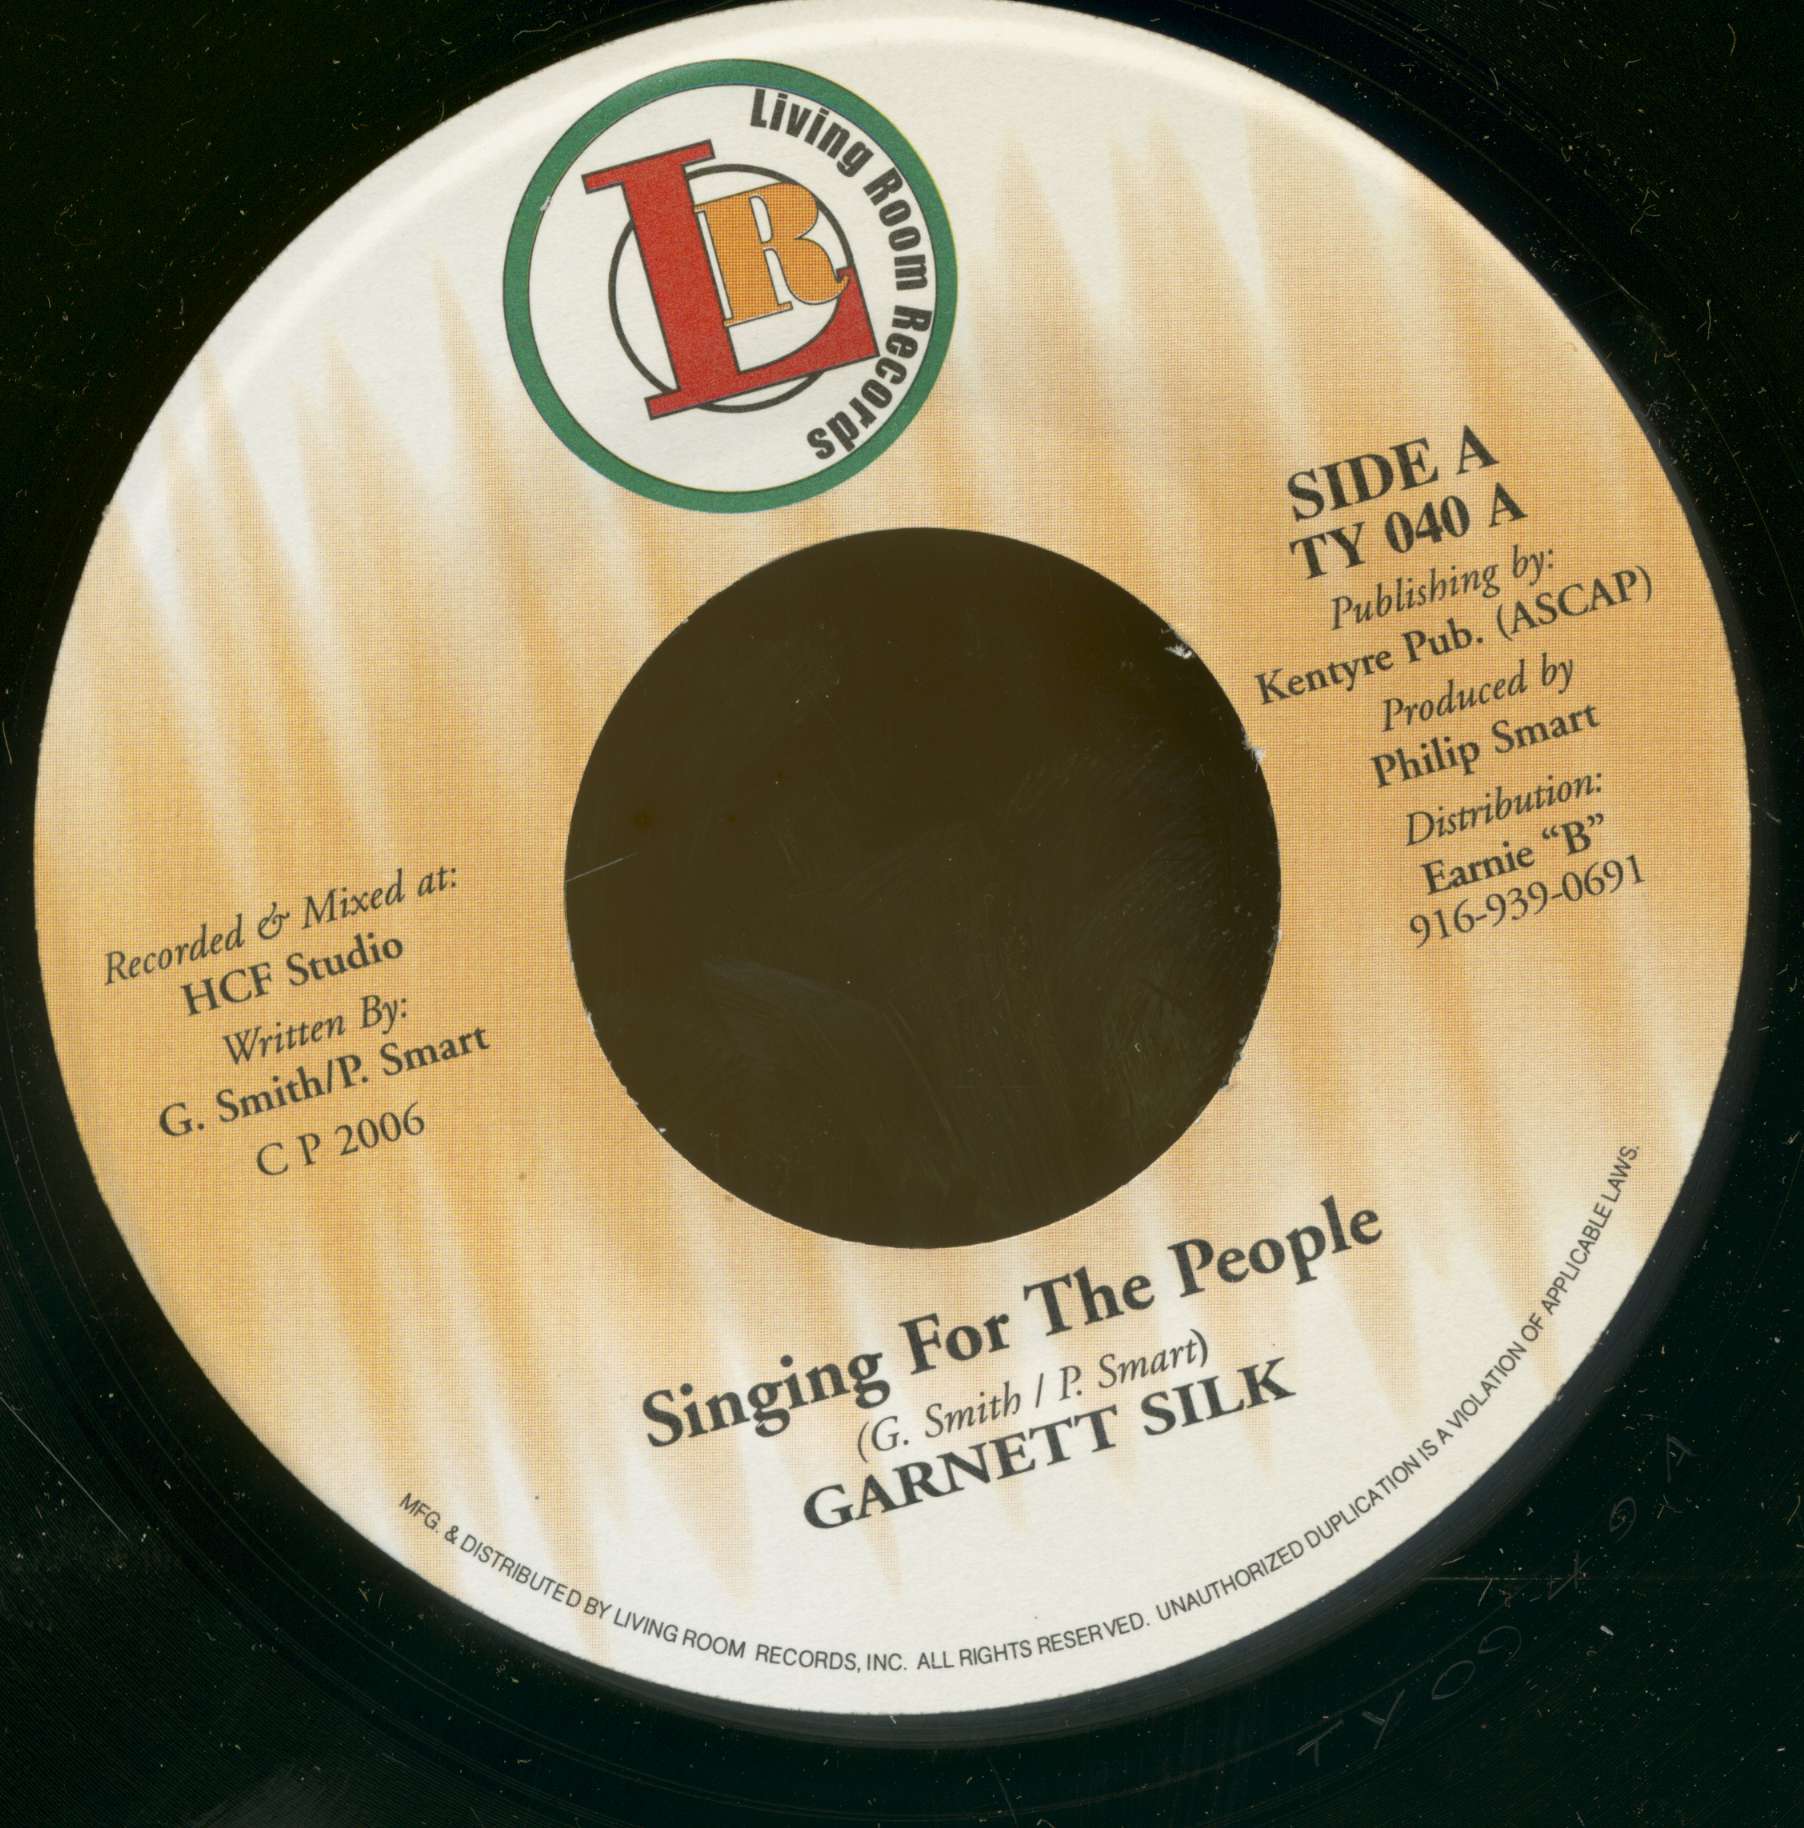 LR
Living Room Records
SIDE A
TY 040 A
Publishing by:
Kentyre Pub. (ASCAP)
Produced by
Philip Smart
Distribution:
Earnie “B”
916-939-0691
Recorded & Mixed at:
HCF Studio
Written By:
G. Smith/P. Smart
C P 2006
Singing For The People
(G. Smith / P. Smart)
GARNETT SILK
MFG. & DISTRIBUTED BY LIVING ROOM RECORDS, INC. ALL RIGHTS RESERVED. UNAUTHORIZED DUPLICATION IS A VIOLATION OF APPLICABLE LAWS.